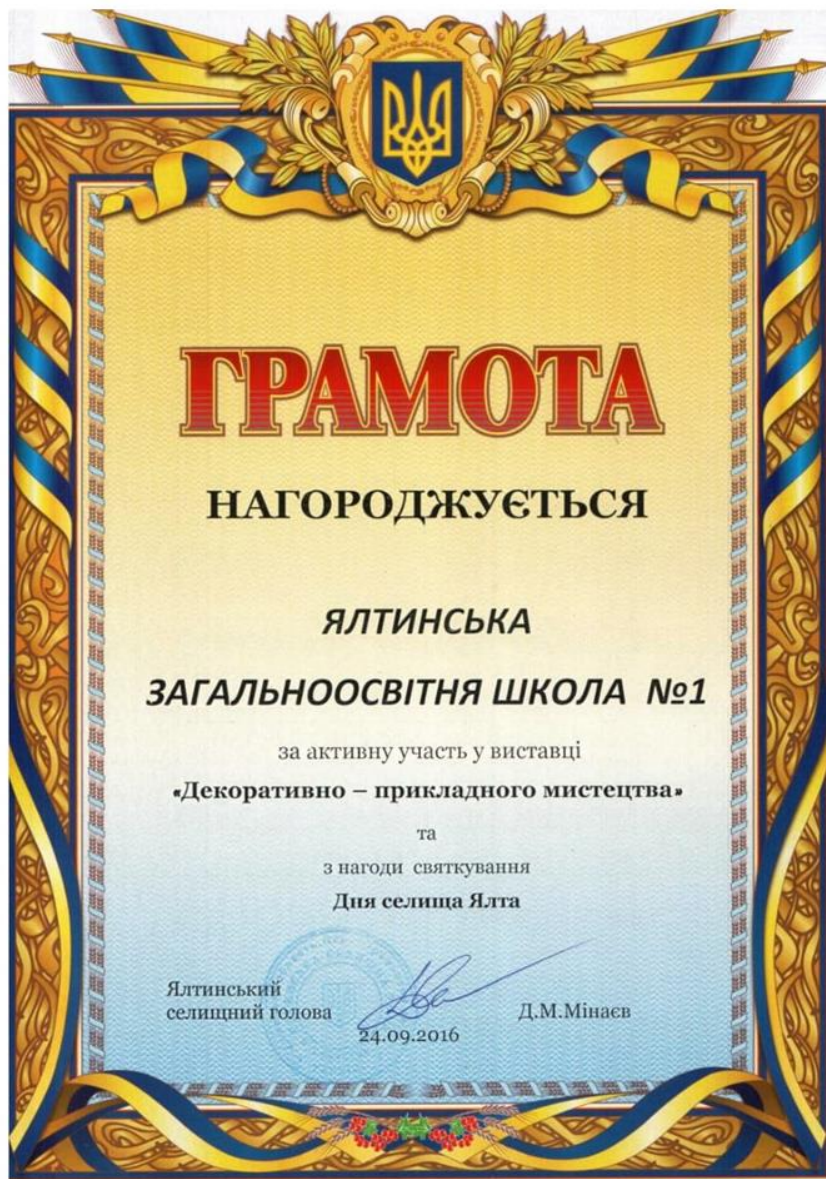 ГРАМОТА
НАГОРОДЖУЄТЬСЯ
ЯЛТИНСЬКА
ЗАГАЛЬНООСВІТНЯ ШКОЛА №1
за активну участь у виставці
«Декоративно – прикладного мистецтва»
та
з нагоди святкування
Дня селища Ялта
Ялтинський
селищний голова
Д.М.Мінаєв
24.09.2016